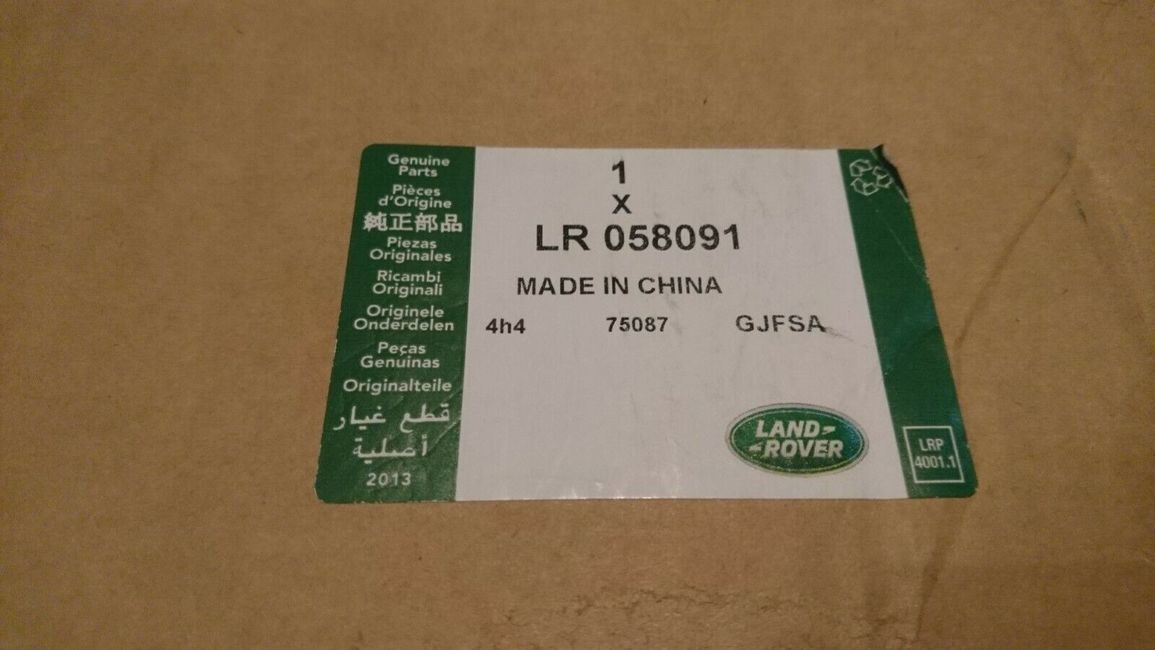 Genuine
Parts
Pièces
d'Origine
純正部品
Piezas
Originales
Ricambi
Originali
Originele
Onderdelen
Peças
Genuinas
Originalteile
قطع غيار
أصلية
2013
1
X
LR 058091
MADE IN CHINA
4h4 75087 GJFSA
LAND-
-ROVER
LRP
4001.1